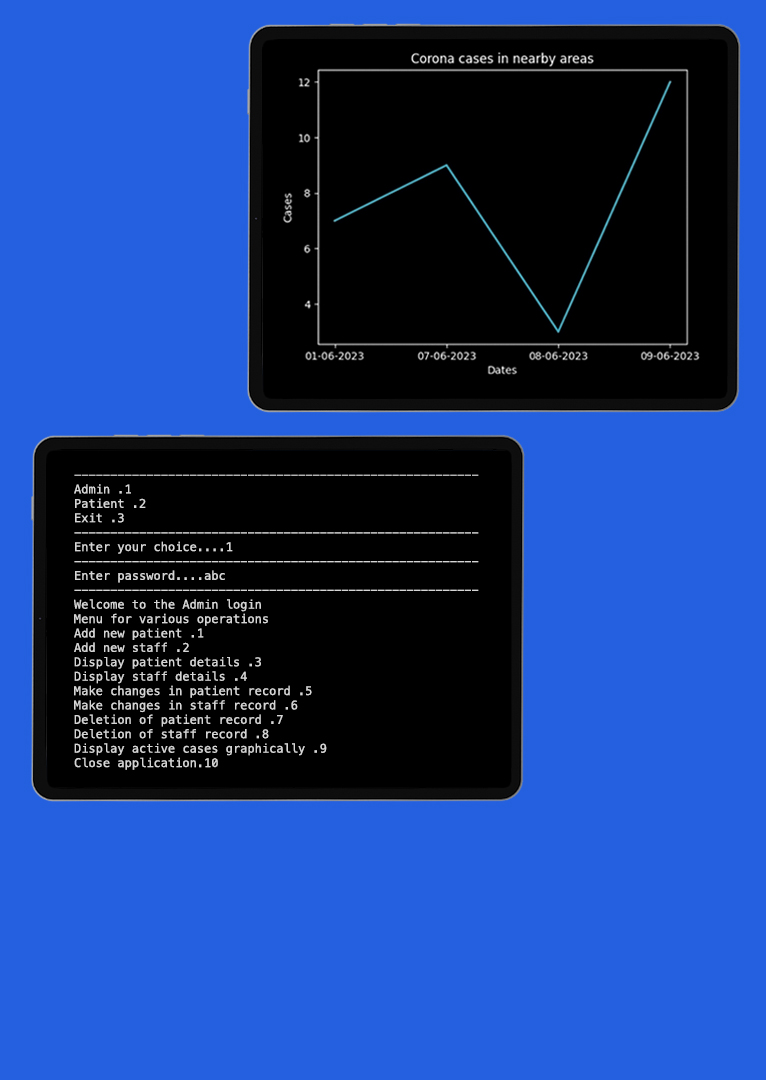 Corona cases in nearby areas
12
10
8
6
4
Cases
01-06-2023 07-06-2023 08-06-2023 09-06-2023
Dates
Admin .1
Patient .2
Exit .3
Enter your choice....1
Enter password....abc
Welcome to the Admin login
Menu for various operations
Add new patient .1
Add new staff .2
Display patient details .3
Display staff details .4
Make changes in patient record .5
Make changes in staff record .6
Deletion of patient record .7
Deletion of staff record .8
Display active cases graphically .9
Close application.10